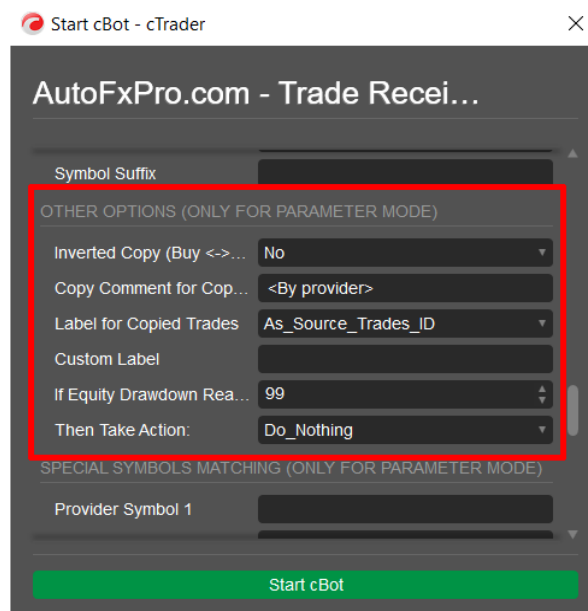 Start cBot - cTrader
AutoFxPro.com - Trade Recei...
Symbol Suffix
OTHER OPTIONS (ONLY FOR PARAMETER MODE)
Inverted Copy (Buy <->... No
Copy Comment for Cop... <By provider>
Label for Copied Trades As_Source_Trades_ID
Custom Label
If Equity Drawdown Rea... 99
Then Take Action: Do_Nothing
SPECIAL SYMBOLS MATCHING (ONLY FOR PARAMETER MODE)
Provider Symbol 1
Start cBot